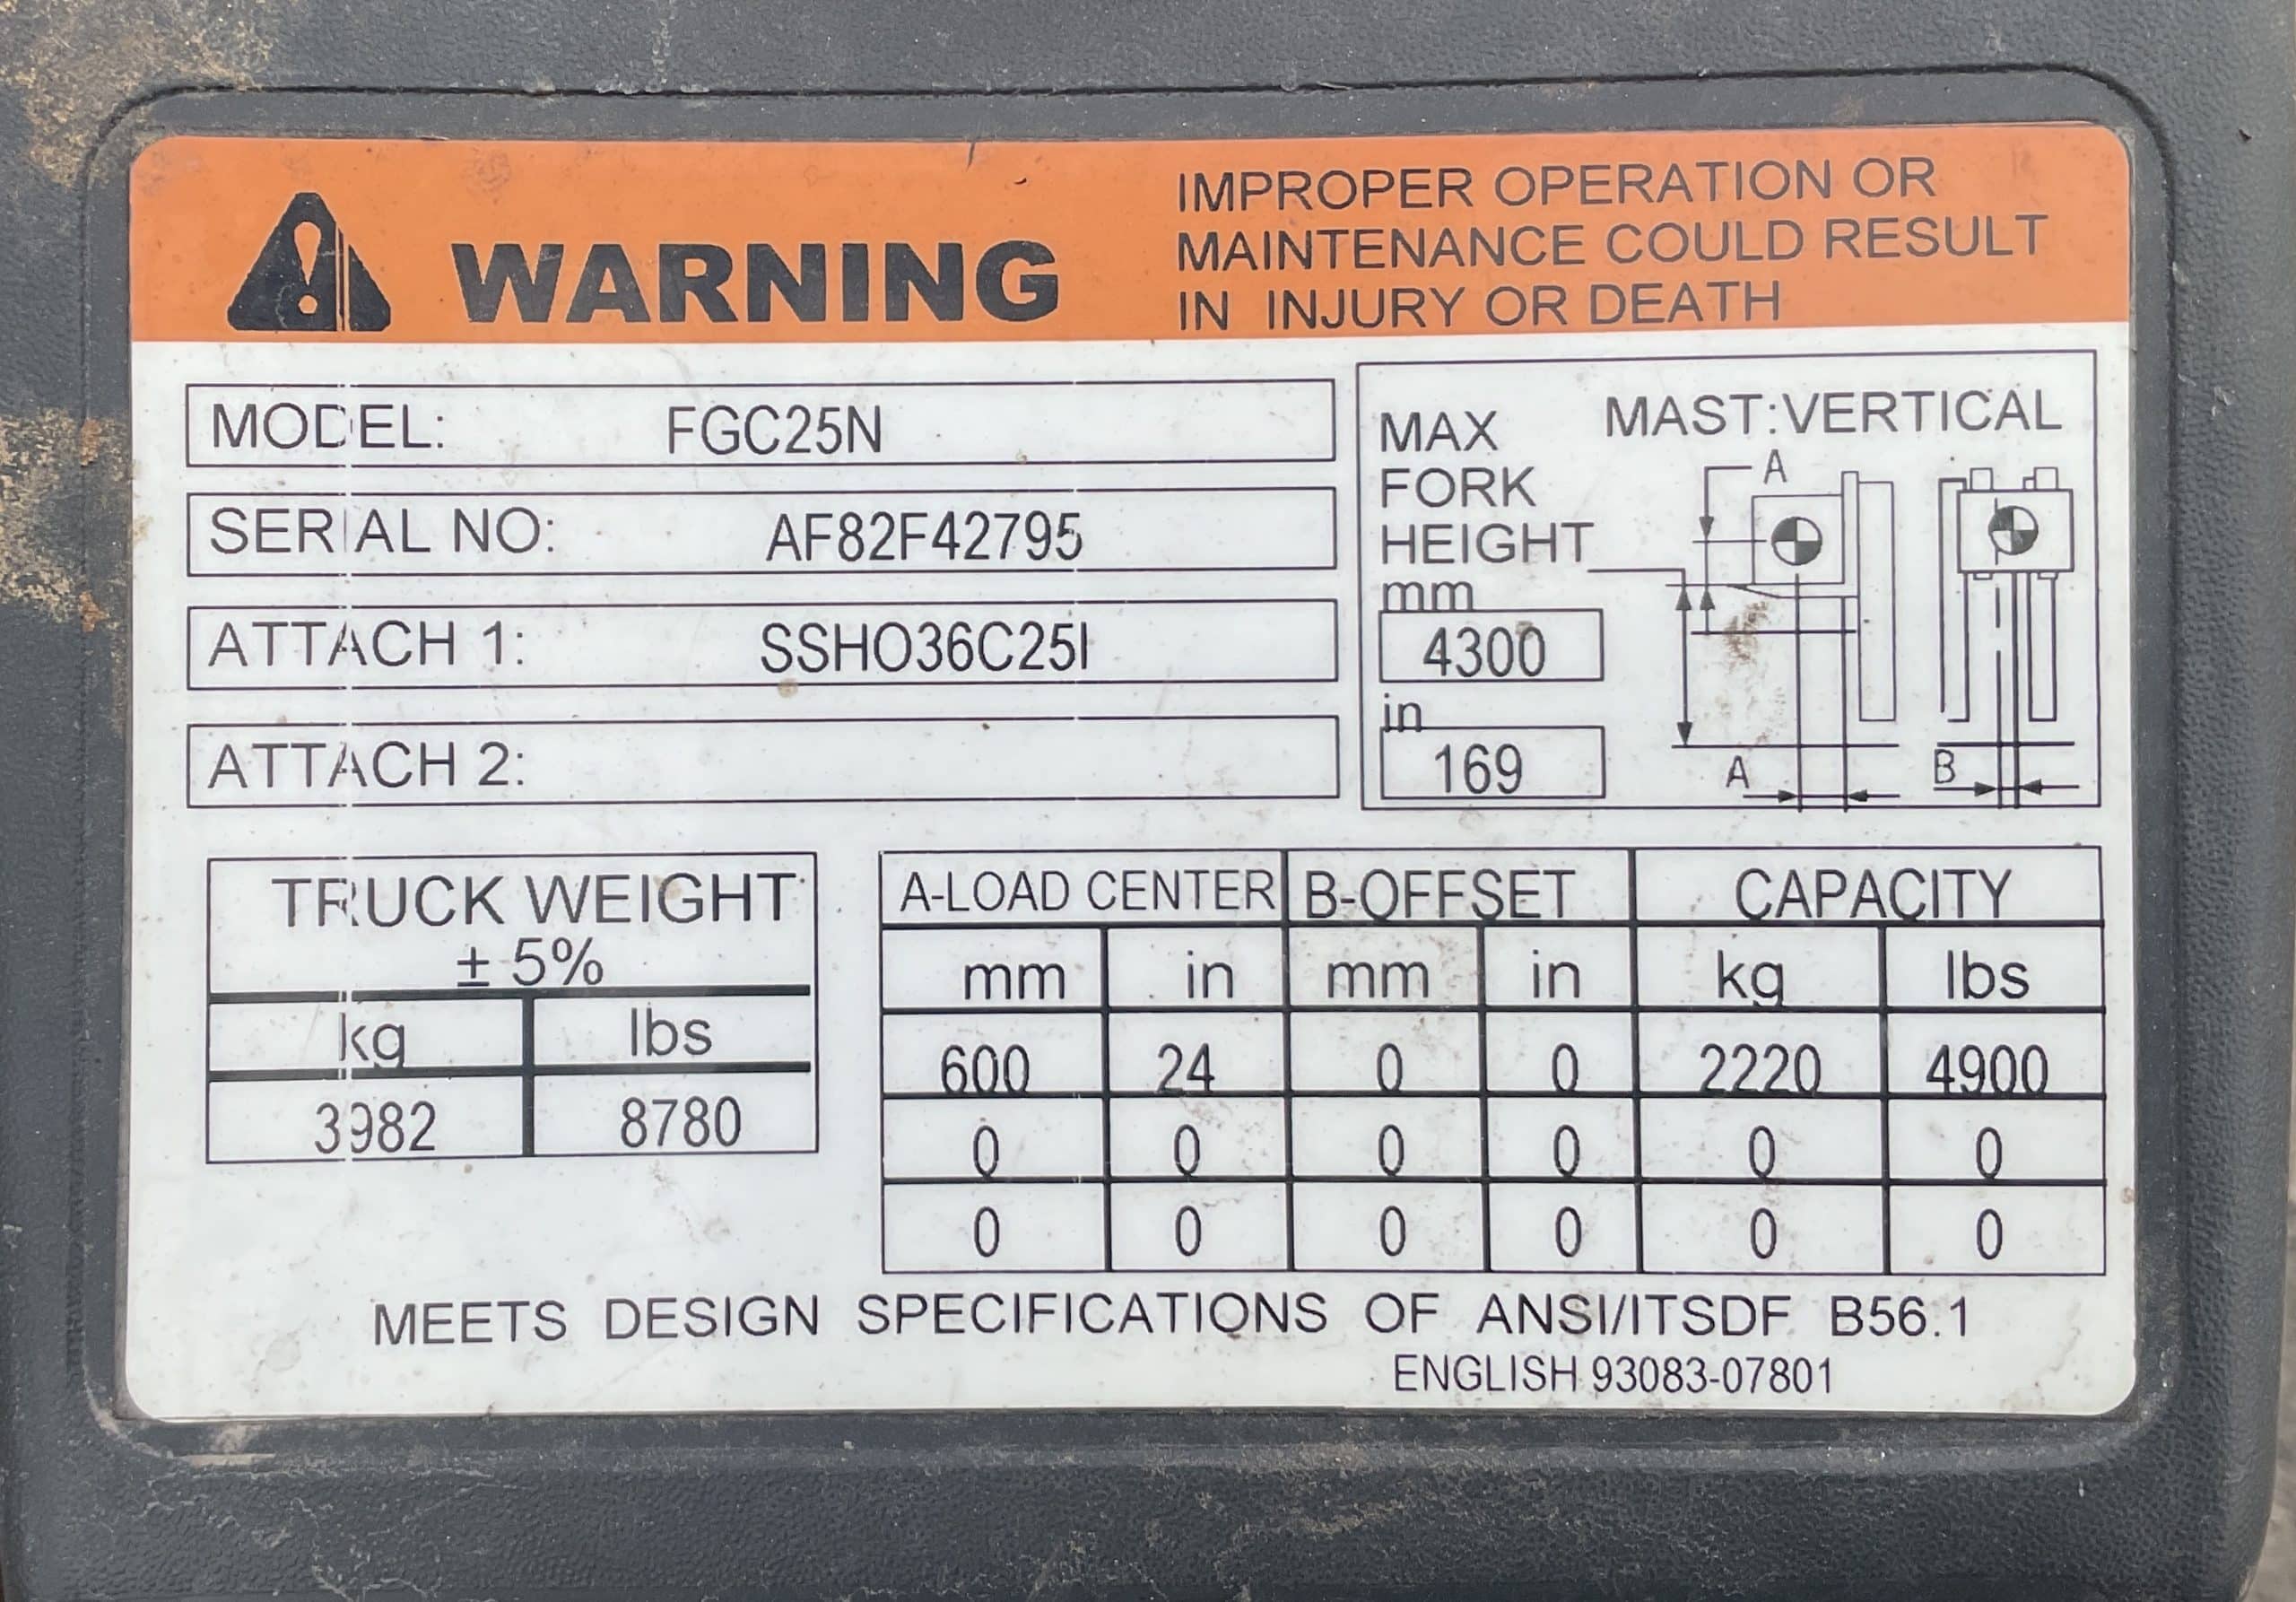 WARNING
IMPROPER OPERATION OR
MAINTENANCE COULD RESULT
IN INJURY OR DEATH
MODEL: FGC25N
SERIAL NO: AF82F42795
ATTACH 1: SSHO36C25I
ATTACH 2:
MAST:VERTICAL
MAX
FORK
HEIGHT
mm
4300
in
169
A
A
B
TRUCK WEIGHT
± 5%
kg lbs
3982 8780
A-LOAD CENTER B-OFFSET CAPACITY
mm in mm in kg lbs
600 24 0 0 2220 4900
0 0 0 0 0 0
0 0 0 0 0 0
MEETS DESIGN SPECIFICATIONS OF ANSI/ITSDF B56.1
ENGLISH 93083-07801